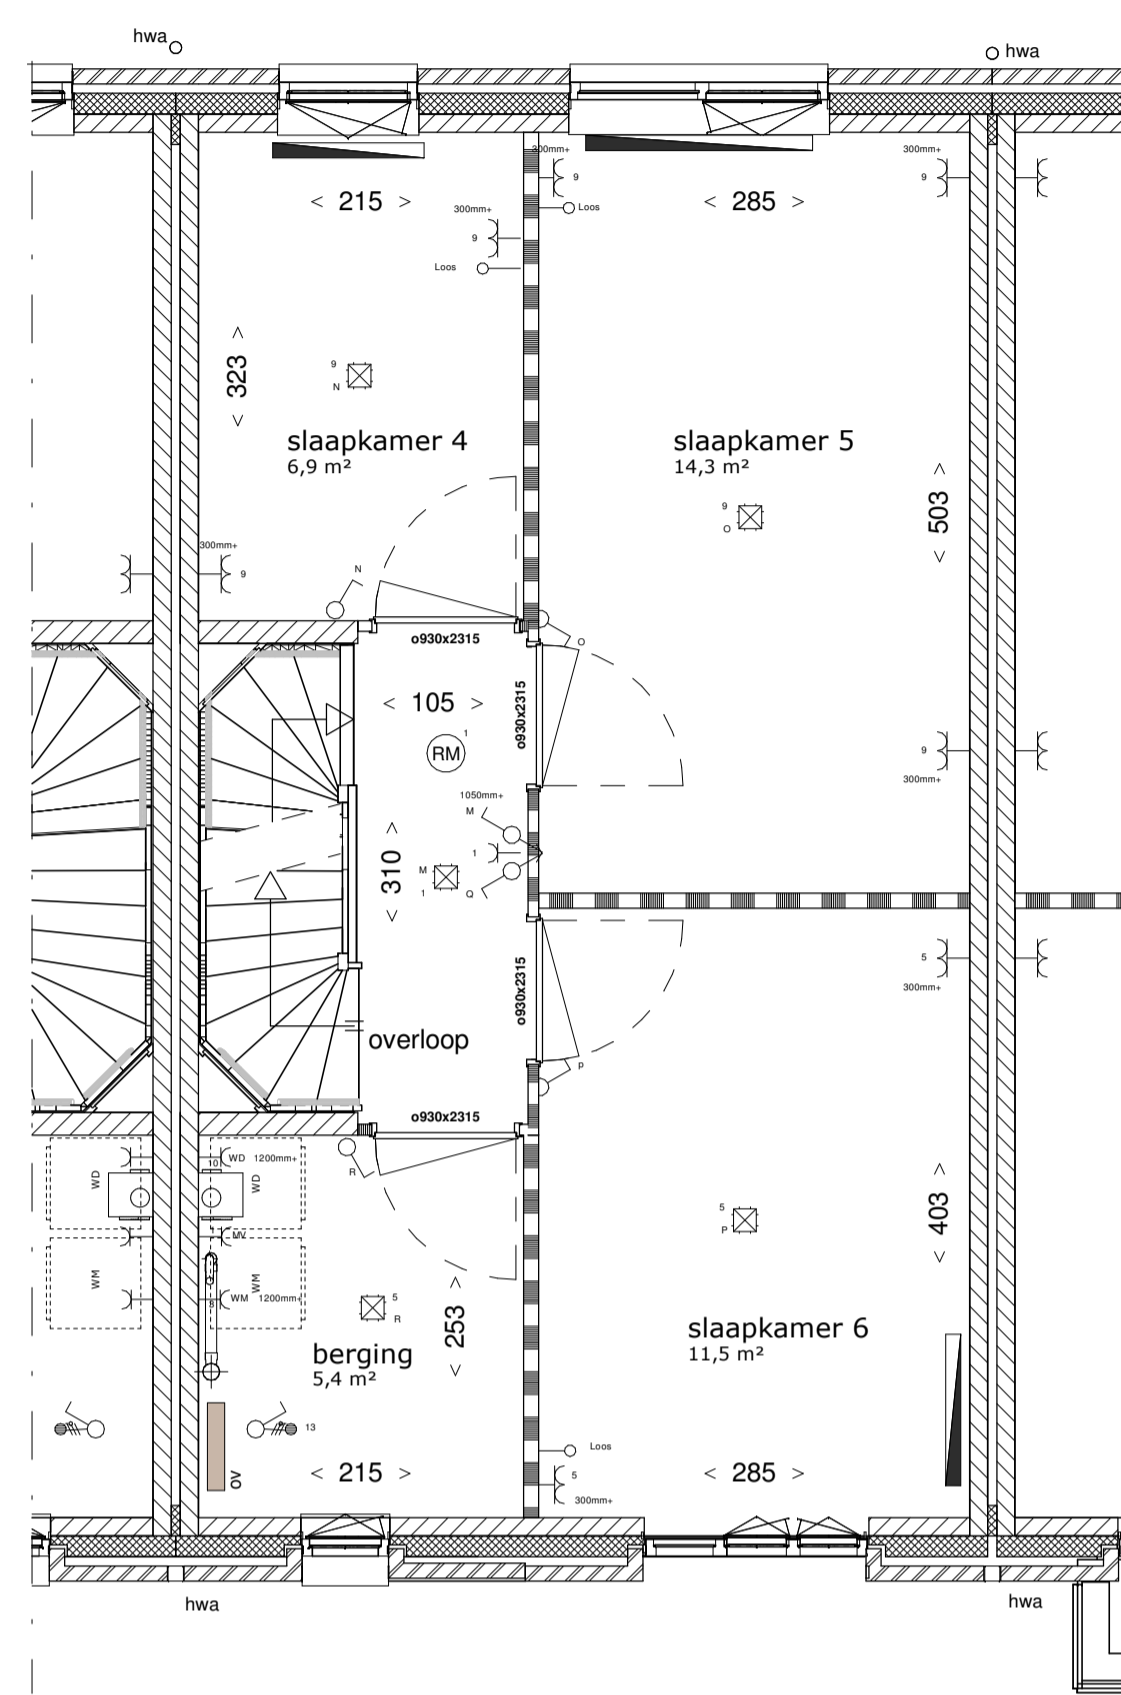 hwa
hwa
300mm+
9
Loos
300mm+
9
< 215 >
300mm+
9
Loos
< 285 >
< 323 >
9
N
slaapkamer 4
6,9 m²
slaapkamer 5
14,3 m²
9
O
< 503 >
300mm+
9
N
o930x2315
O
< 105 >
o930x2315
RM
1
9
300mm+
1050mm+
M
1
Q
< 310 >
M
1
5
300mm+
o930x2315
overloop
P
o930x2315
R
WD
10
WD
1200mm+
WD
MV
WM
WM
WM
1200mm+
5
R
< 253 >
berging
5,4 m²
5
P
< 403 >
slaapkamer 6
11,5 m²
13
OV
< 215 >
Loos
5
300mm+
< 285 >
hwa
hwa